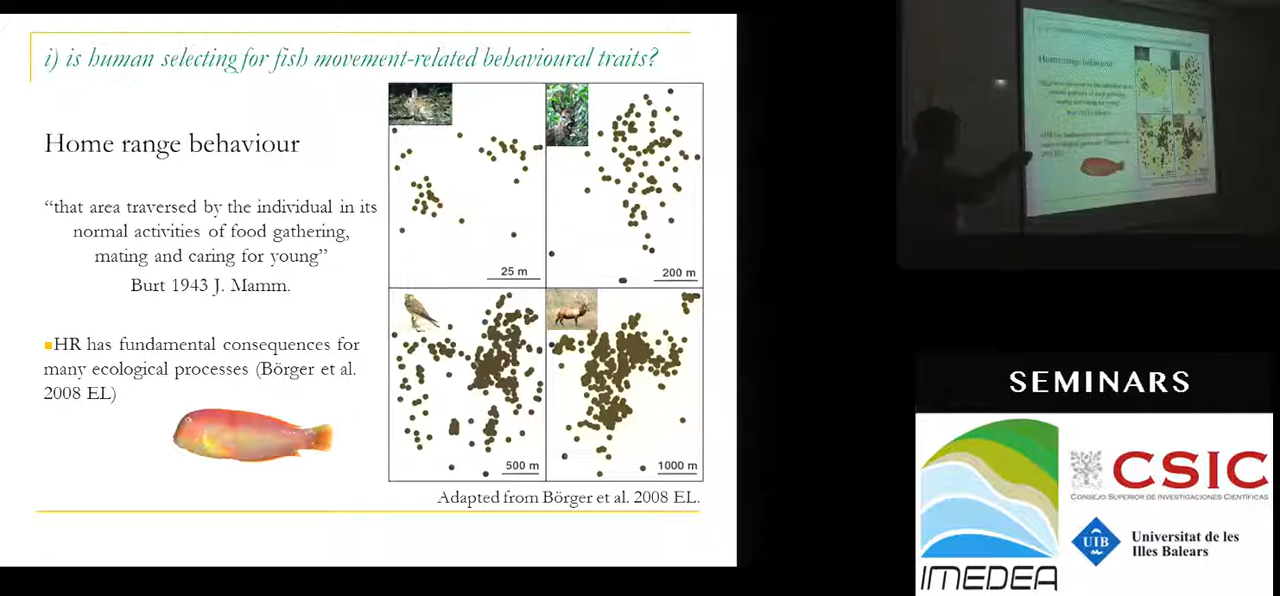 i) is human selecting for fish movement-related behavioural traits?
Home range behaviour
“that area traversed by the individual in its
normal activities of food gathering,
mating and caring for young”
Burt 1943 J. Mamm.
HR has fundamental consequences for
many ecological processes (Börger et al.
2008 EL)
25 m
200 m
500 m
1000 m
Adapted from Börger et al. 2008 EL.
Home range behaviour
SEMINARS
IMEDEA
CSIC
CONSEJO SUPERIOR DE INVESTIGACIONES CIENTÍFICAS
UIB
Universitat de les
Illes Balears